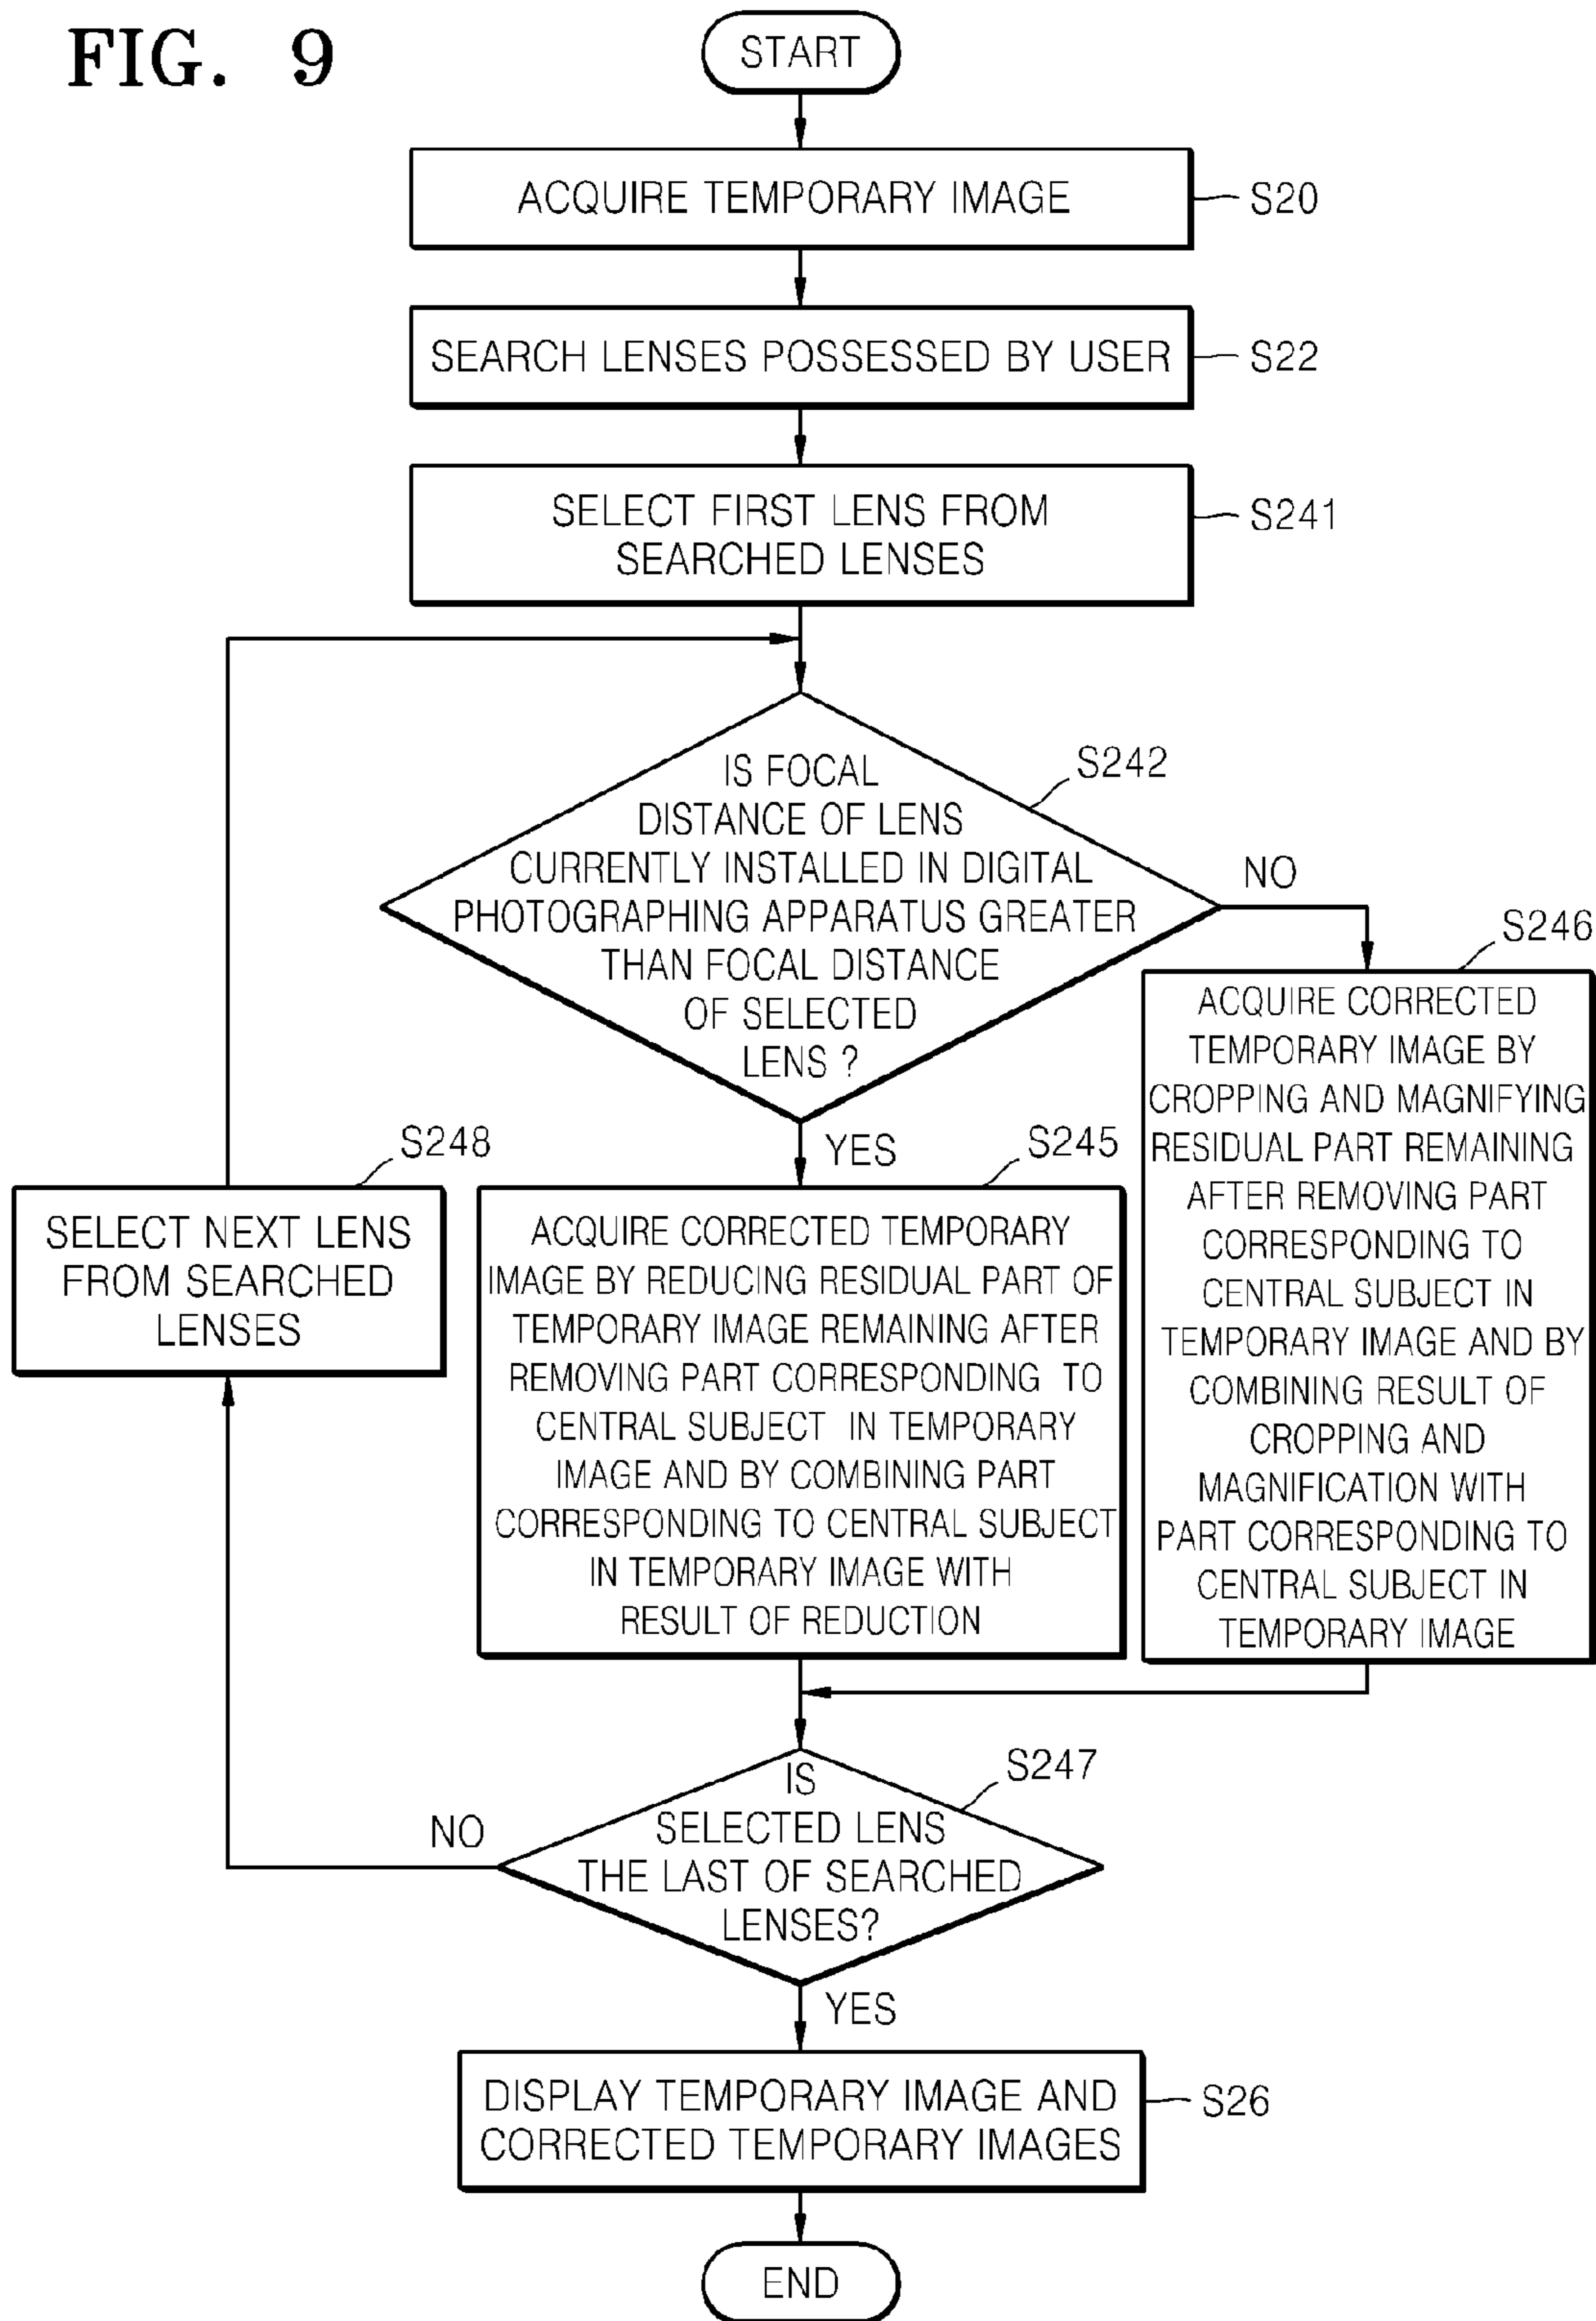 FIG. 9
START
ACQUIRE TEMPORARY IMAGE
S20
SEARCH LENSES POSSESSED BY USER
S22
SELECT FIRST LENS FROM
SEARCHED LENSES
S241
IS FOCAL
DISTANCE OF LENS
CURRENTLY INSTALLED IN DIGITAL
PHOTOGRAPHING APPARATUS GREATER
THAN FOCAL DISTANCE
OF SELECTED
LENS ?
S242
NO
YES
S246
ACQUIRE CORRECTED
TEMPORARY IMAGE BY
CROPPING AND MAGNIFYING
RESIDUAL PART REMAINING
AFTER REMOVING PART
CORRESPONDING TO
CENTRAL SUBJECT IN
TEMPORARY IMAGE AND BY
COMBINING RESULT OF
CROPPING AND
MAGNIFICATION WITH
PART CORRESPONDING TO
CENTRAL SUBJECT IN
TEMPORARY IMAGE
S245
ACQUIRE CORRECTED TEMPORARY
IMAGE BY REDUCING RESIDUAL PART OF
TEMPORARY IMAGE REMAINING AFTER
REMOVING PART CORRESPONDING TO
CENTRAL SUBJECT IN TEMPORARY
IMAGE AND BY COMBINING PART
CORRESPONDING TO CENTRAL SUBJECT
IN TEMPORARY IMAGE WITH
RESULT OF REDUCTION
S248
SELECT NEXT LENS
FROM SEARCHED
LENSES
S247
IS
SELECTED LENS
THE LAST OF SEARCHED
LENSES?
NO
YES
DISPLAY TEMPORARY IMAGE AND
CORRECTED TEMPORARY IMAGES
S26
END